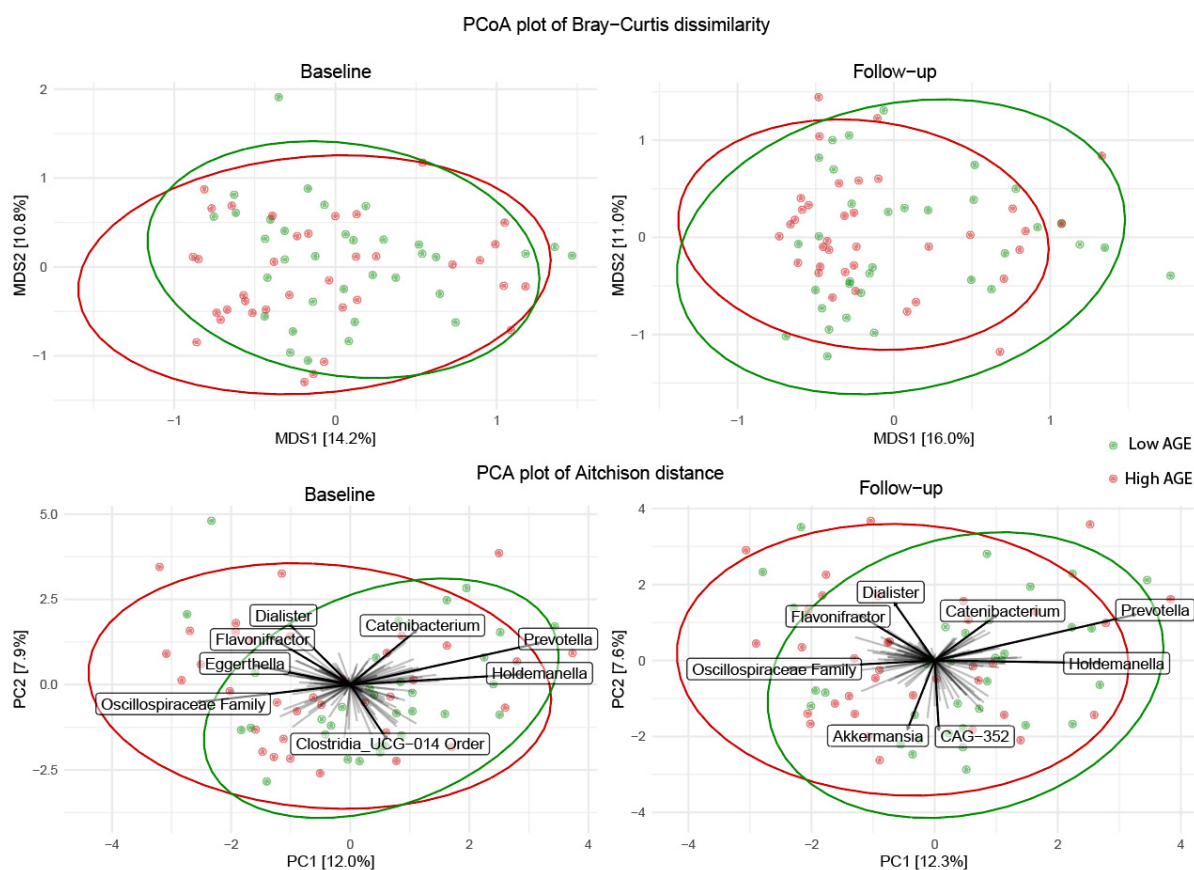 PCoA plot of Bray−Curtis dissimilarity
Baseline
Follow−up
2
1
0
−1
MDS2 [10.8%]
−1
0
1
MDS1 [14.2%]
1
0
−1
MDS2 [11.0%]
−1
0
1
MDS1 [16.0%]
Low AGE
High AGE
PCA plot of Aitchison distance
Baseline
Follow−up
5.0
2.5
0.0
−2.5
PC2 [7.9%]
Dialister
Flavonifractor
Eggerthella
Oscillospiraceae Family
Catenibacterium
Prevotella
Holdemanella
Clostridia_UCG−014 Order
−4
−2
0
2
4
PC1 [12.0%]
4
2
0
−2
−4
PC2 [7.6%]
Dialister
Flavonifractor
Catenibacterium
Prevotella
Oscillospiraceae Family
Holdemanella
Akkermansia
CAG−352
−4
−2
0
2
4
PC1 [12.3%]